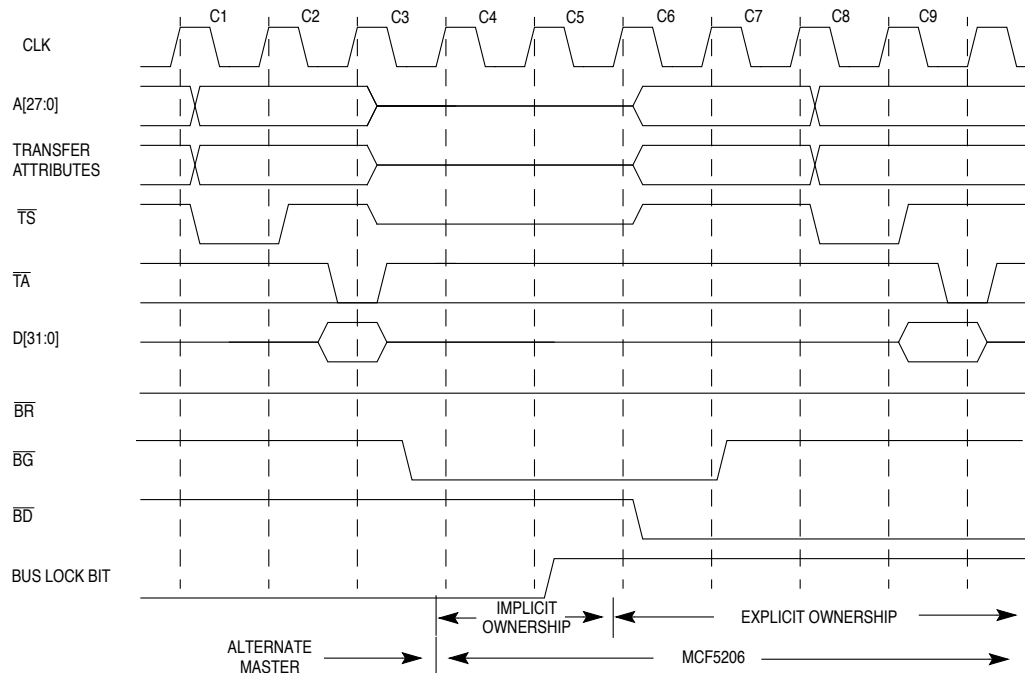 C1 C2 C3 C4 C5 C6 C7 C8 C9
CLK
A[27:0]
TRANSFER
ATTRIBUTES
TS
TA
D[31:0]
BR
BG
BD
BUS LOCK BIT
IMPLICIT
OWNERSHIP
EXPLICIT OWNERSHIP
ALTERNATE
MASTER
MCF5206